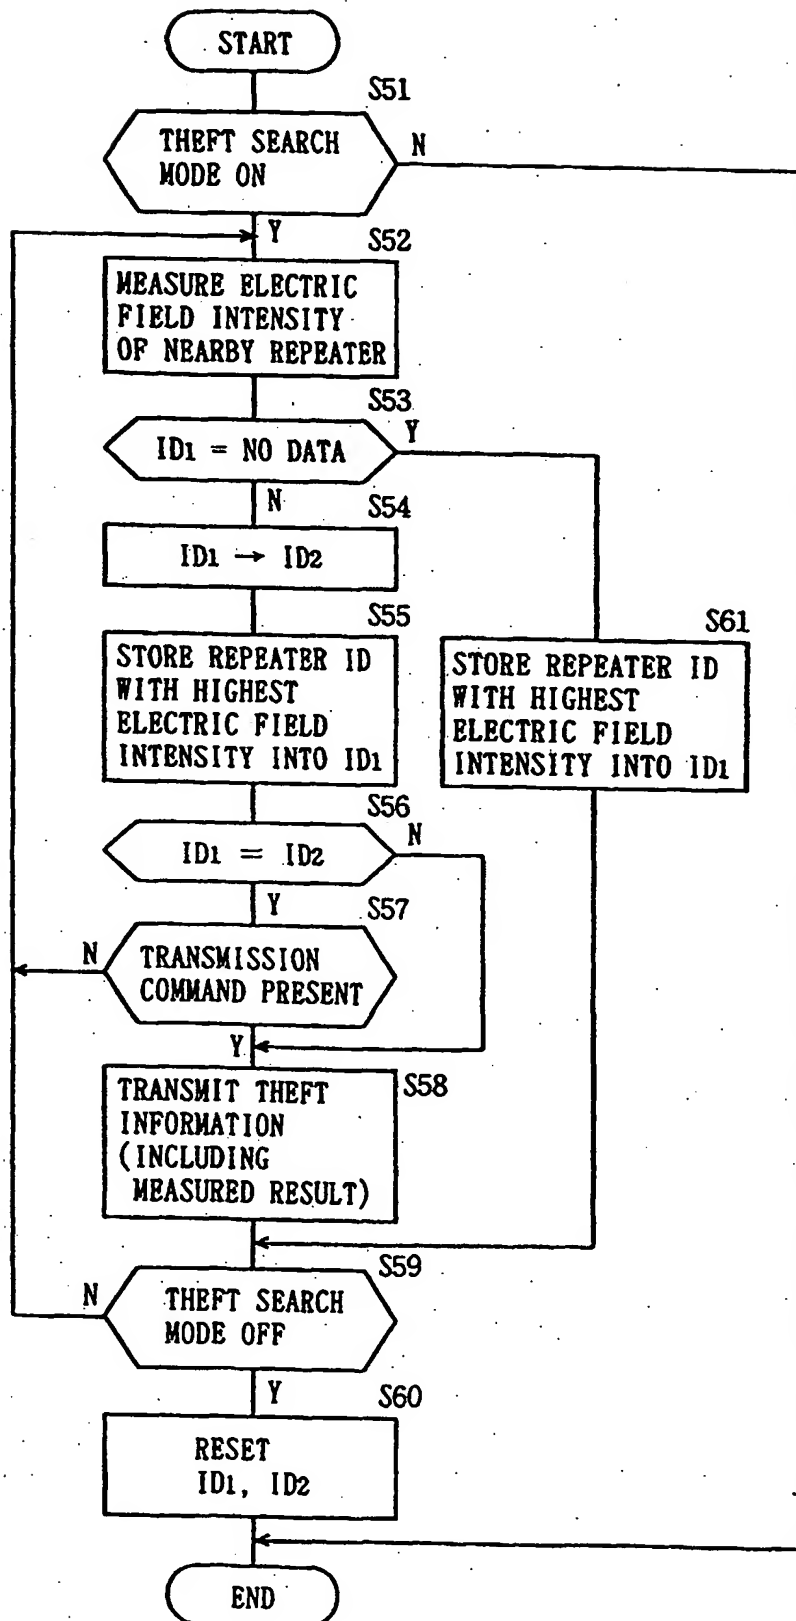 START
S51
THEFT SEARCH
MODE ON
N
Y
S52
MEASURE ELECTRIC
FIELD INTENSITY
OF NEARBY REPEATER
S53
ID1 = NO DATA
Y
N
S54
ID1 → ID2
S55
STORE REPEATER ID
WITH HIGHEST
ELECTRIC FIELD
INTENSITY INTO ID1
S61
STORE REPEATER ID
WITH HIGHEST
ELECTRIC FIELD
INTENSITY INTO ID1
S56
ID1 = ID2
N
Y
S57
N
TRANSMISSION
COMMAND PRESENT
Y
S58
TRANSMIT THEFT
INFORMATION
(INCLUDING
MEASURED RESULT)
S59
N
THEFT SEARCH
MODE OFF
Y
S60
RESET
ID1, ID2
END